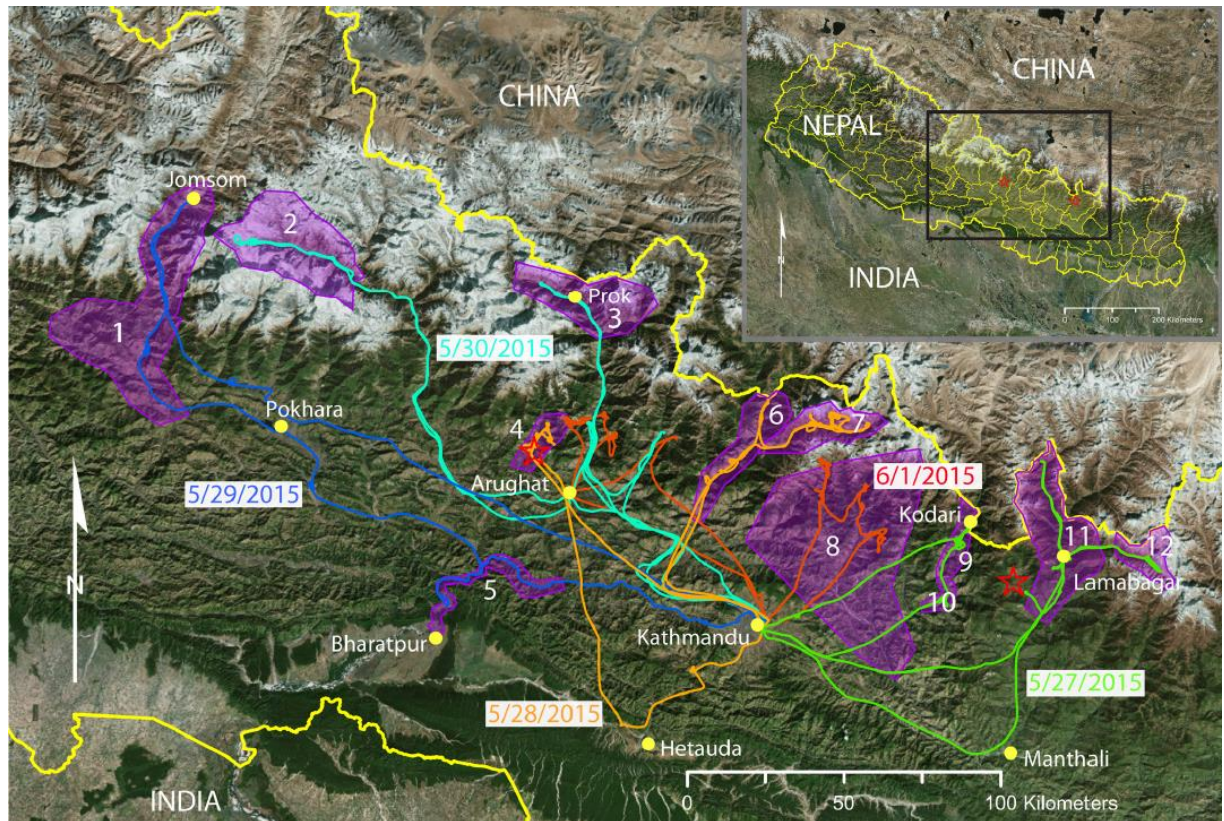 CHINA
Jomsom
2
1
Prok
3
5/30/2015
Pokhara
4
6
7
5/29/2015
Arughat
6/1/2015
Kodari
8
9
11
12
Lamabagar
10
N
5
Bharatpur
Kathmandu
5/28/2015
5/27/2015
Hetauda
Manthali
INDIA
0 50 100 Kilometers
CHINA
NEPAL
INDIA
N
0 100 200 Kilometers